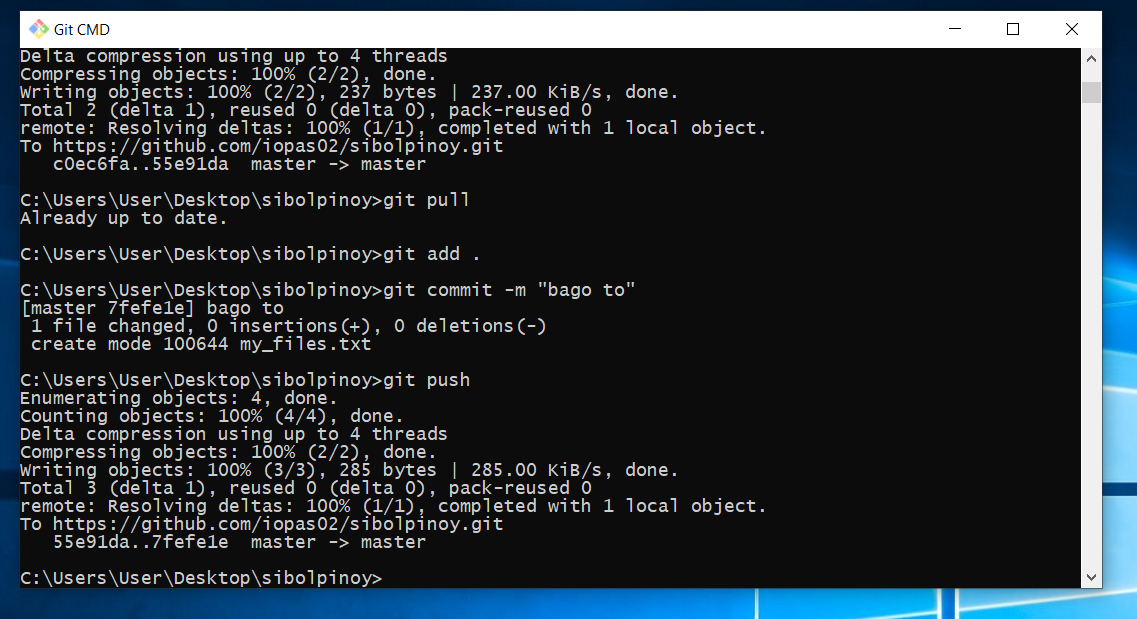 Git CMD
Delta compression using up to 4 threads
Compressing objects: 100% (2/2), done.
Writing objects: 100% (2/2), 237 bytes | 237.00 KiB/s, done.
Total 2 (delta 1), reused 0 (delta 0), pack-reused 0
remote: Resolving deltas: 100% (1/1), completed with 1 local object.
To https://github.com/iopas02/sibolpinoy.git
   c0ec6fa..55e91da  master -> master
C:\Users\User\Desktop\sibolpinoy>git pull
Already up to date.
C:\Users\User\Desktop\sibolpinoy>git add .
C:\Users\User\Desktop\sibolpinoy>git commit -m "bago to"
[master 7fefe1e] bago to
 1 file changed, 0 insertions(+), 0 deletions(-)
 create mode 100644 my_files.txt
C:\Users\User\Desktop\sibolpinoy>git push
Enumerating objects: 4, done.
Counting objects: 100% (4/4), done.
Delta compression using up to 4 threads
Compressing objects: 100% (2/2), done.
Writing objects: 100% (3/3), 285 bytes | 285.00 KiB/s, done.
Total 3 (delta 1), reused 0 (delta 0), pack-reused 0
remote: Resolving deltas: 100% (1/1), completed with 1 local object.
To https://github.com/iopas02/sibolpinoy.git
   55e91da..7fefe1e  master -> master
C:\Users\User\Desktop\sibolpinoy>